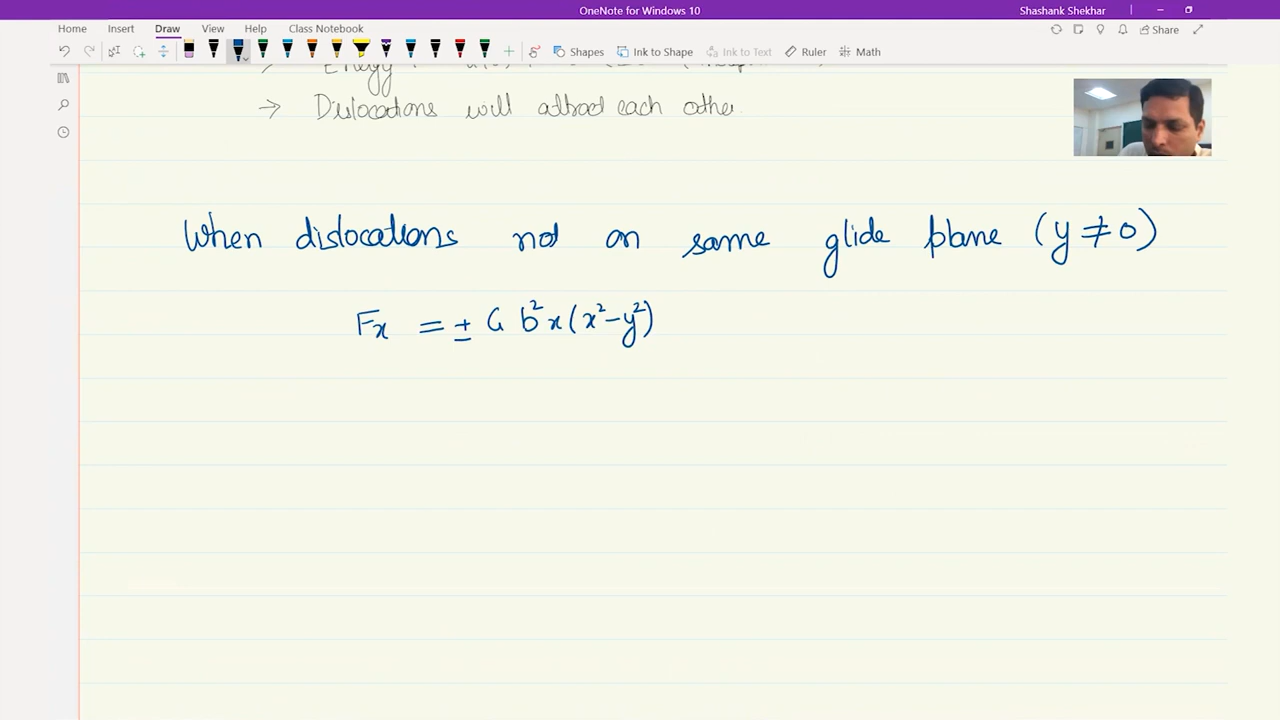 OneNote for Windows 10
Shashank Shekhar
Home Insert Draw View Help Class Notebook
Share
Shapes Ink to Shape Ink to Text Ruler Math
Energy
→ Dislocations will attract each other.
When dislocations not on same glide plane (y ≠ 0)
Fx = ± G b² x (x² - y²)